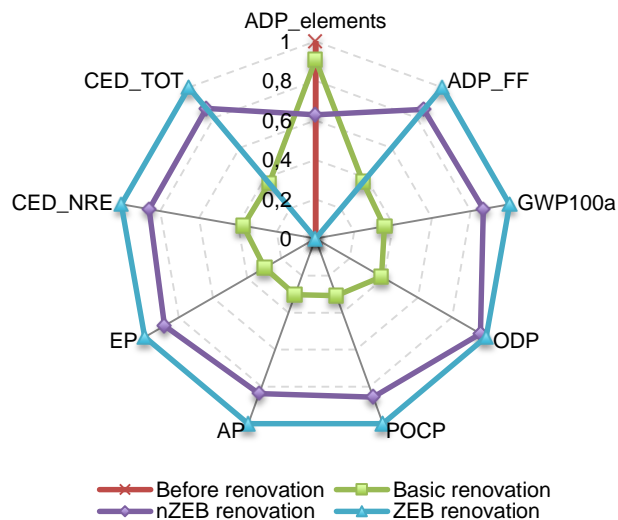 ADP_elements
1
CED_TOT
ADP_FF
0,8
0,6
0,4
CED_NRE
GWP100a
0,2
0
EP
ODP
AP
POCP
Before renovation
Basic renovation
nZEB renovation
ZEB renovation